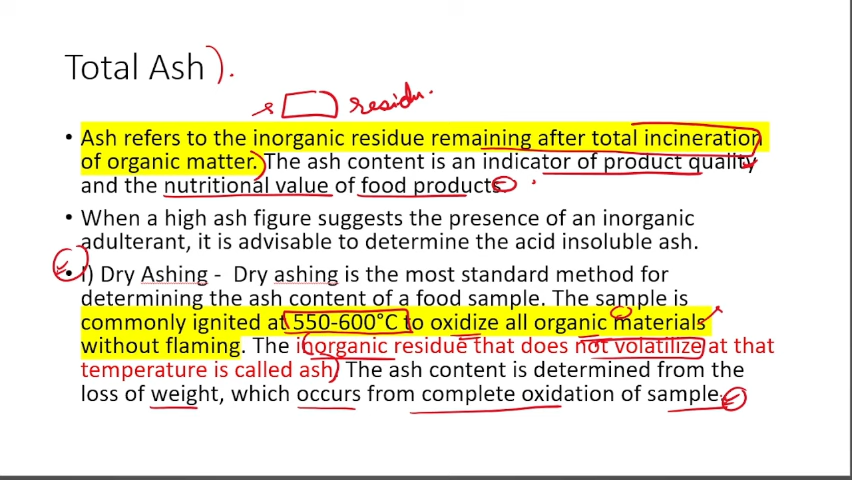 Total Ash
residu.
• Ash refers to the inorganic residue remaining after total incineration
of organic matter. The ash content is an indicator of product quality
and the nutritional value of food products.
• When a high ash figure suggests the presence of an inorganic
adulterant, it is advisable to determine the acid insoluble ash.
• i) Dry Ashing - Dry ashing is the most standard method for
determining the ash content of a food sample. The sample is
commonly ignited at 550-600°C to oxidize all organic materials
without flaming. The inorganic residue that does not volatilize at that
temperature is called ash. The ash content is determined from the
loss of weight, which occurs from complete oxidation of sample.